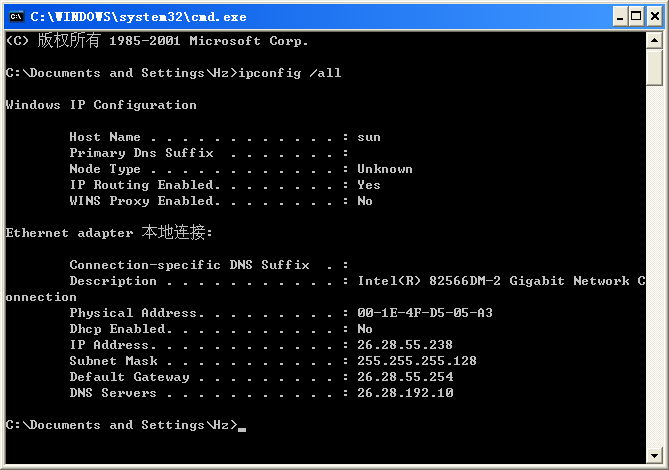 C:\WINDOWS\system32\cmd.exe
(C) 版权所有 1985-2001 Microsoft Corp.
C:\Documents and Settings\Hz>ipconfig /all
Windows IP Configuration
Host Name . . . . . . . . . . . . : sun
Primary Dns Suffix  . . . . . . . :
Node Type . . . . . . . . . . . . : Unknown
IP Routing Enabled. . . . . . . . : Yes
WINS Proxy Enabled. . . . . . . . : No
Ethernet adapter 本地连接:
Connection-specific DNS Suffix  . :
Description . . . . . . . . . . . : Intel(R) 82566DM-2 Gigabit Network C
onnection
Physical Address. . . . . . . . . : 00-1E-4F-D5-05-A3
Dhcp Enabled. . . . . . . . . . . : No
IP Address. . . . . . . . . . . . : 26.28.55.238
Subnet Mask . . . . . . . . . . . : 255.255.255.128
Default Gateway . . . . . . . . . : 26.28.55.254
DNS Servers . . . . . . . . . . . : 26.28.192.10
C:\Documents and Settings\Hz>_